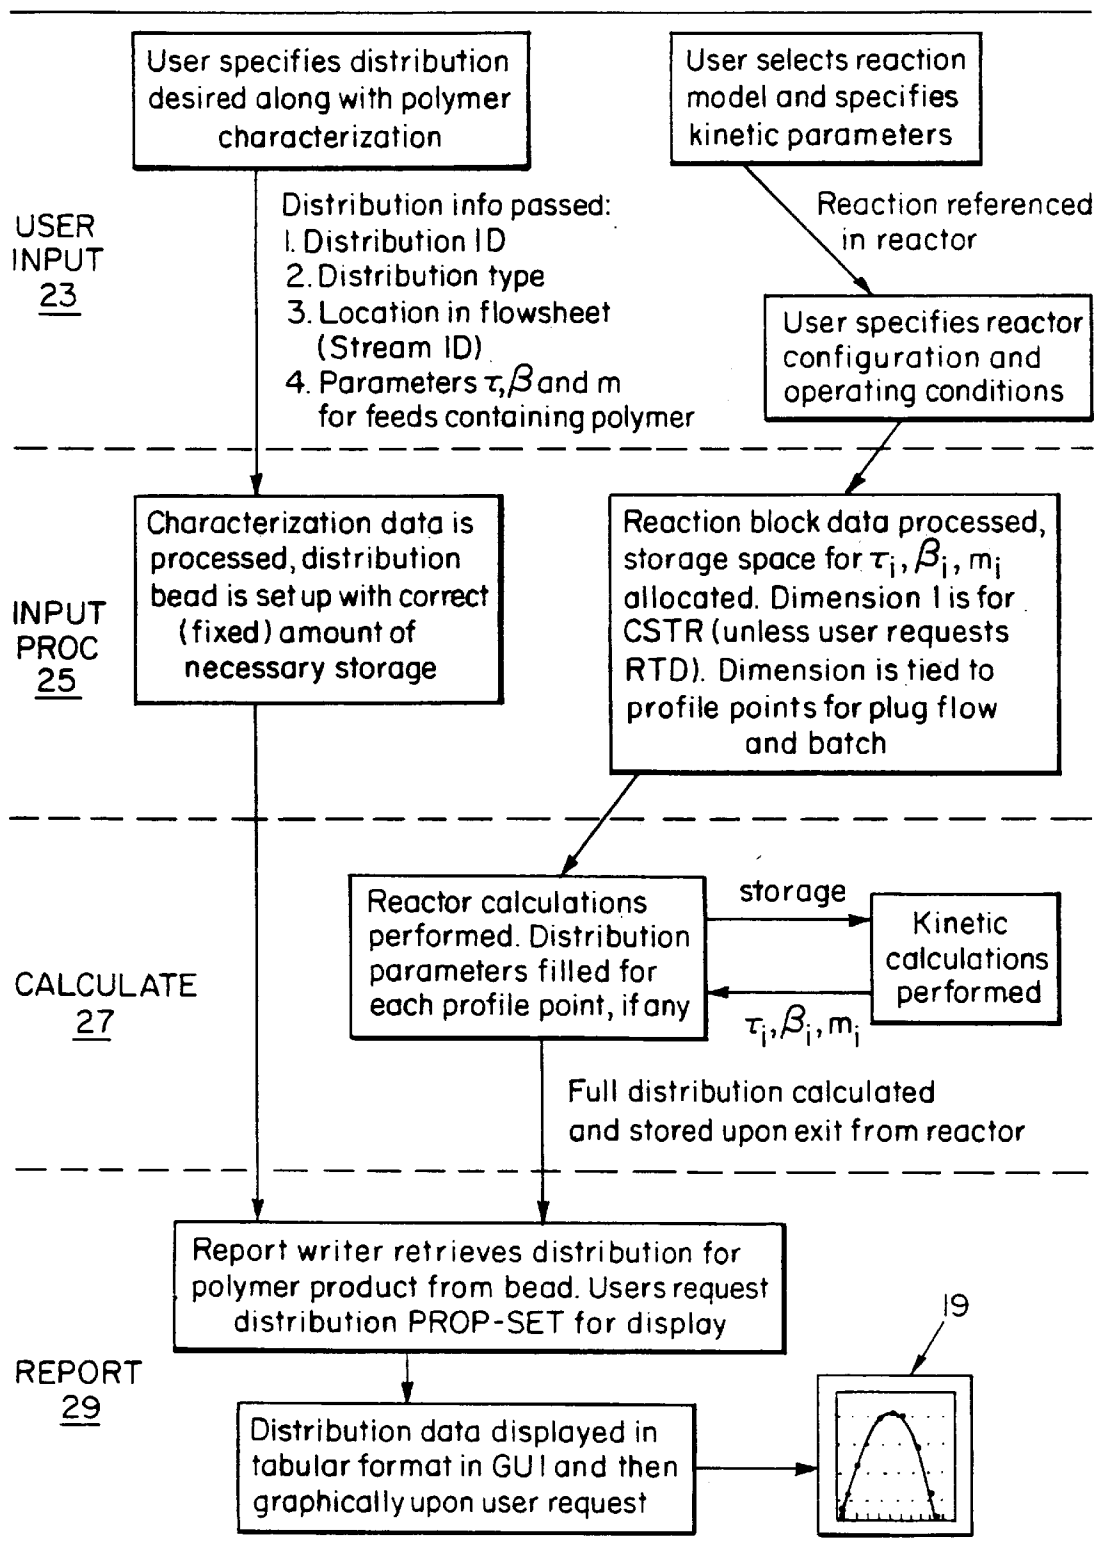 User specifies distribution
desired along with polymer
characterization
User selects reaction
model and specifies
kinetic parameters
USER
INPUT
23
Distribution info passed:
1. Distribution ID
2. Distribution type
3. Location in flowsheet
(Stream ID)
4. Parameters τ, β and m
for feeds containing polymer
Reaction referenced
in reactor
User specifies reactor
configuration and
operating conditions
INPUT
PROC
25
Characterization data is
processed, distribution
bead is set up with correct
(fixed) amount of
necessary storage
Reaction block data processed,
storage space for τi, βi, mi
allocated. Dimension 1 is for
CSTR (unless user requests
RTD). Dimension is tied to
profile points for plug flow
and batch
CALCULATE
27
Reactor calculations
performed. Distribution
parameters filled for
each profile point, if any
storage
Kinetic
calculations
performed
τi, βi, mi
Full distribution calculated
and stored upon exit from reactor
REPORT
29
Report writer retrieves distribution for
polymer product from bead. Users request
distribution PROP-SET for display
Distribution data displayed in
tabular format in GUI and then
graphically upon user request
19